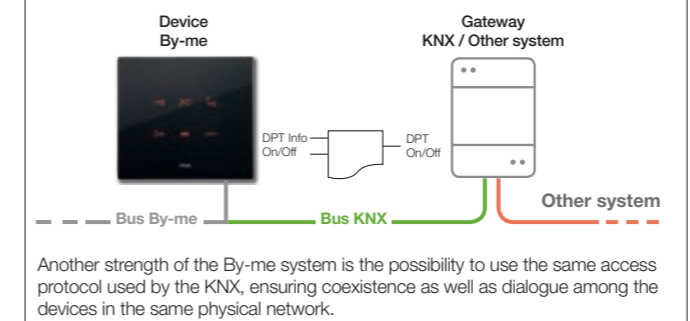 Device
By-me
Gateway
KNX / Other system
DPT Info
On/Off
DPT
On/Off
Other system
Bus By-me
Bus KNX
Another strength of the By-me system is the possibility to use the same access
protocol used by the KNX, ensuring coexistence as well as dialogue among the
devices in the same physical network.